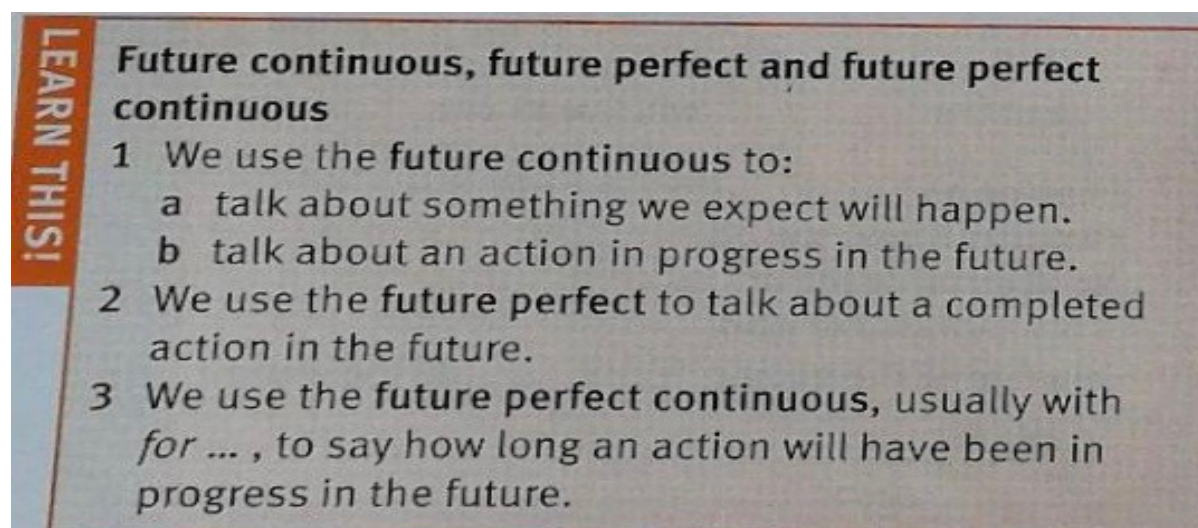 LEARN THIS!
Future continuous, future perfect and future perfect
continuous
1 We use the future continuous to:
a talk about something we expect will happen.
b talk about an action in progress in the future.
2 We use the future perfect to talk about a completed
action in the future.
3 We use the future perfect continuous, usually with
for ... , to say how long an action will have been in
progress in the future.